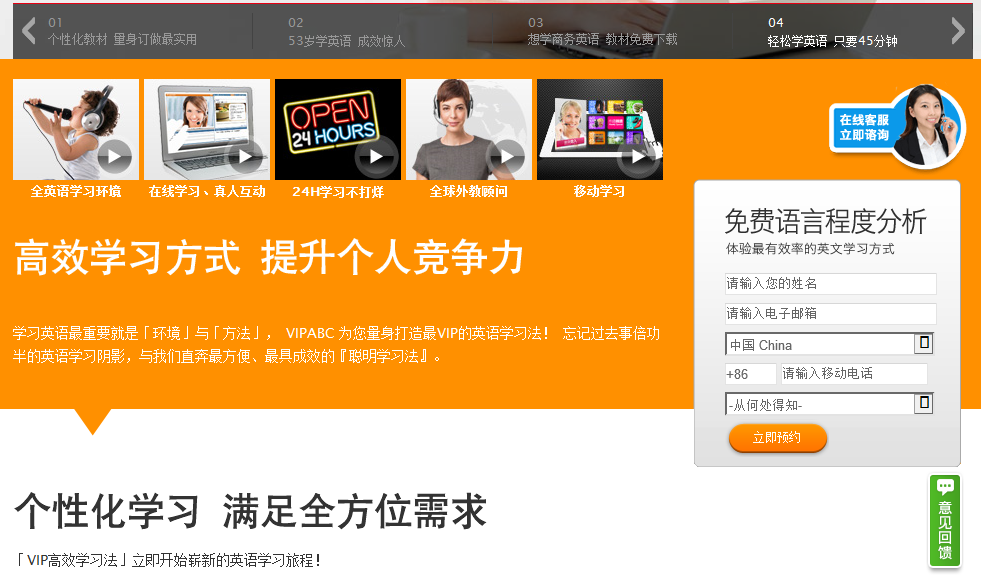 01
个性化教材 量身订做最实用
02
53岁学英语 成效惊人
03
想学商务英语 教材免费下载
04
轻松学英语 只要45分钟
OPEN
24 HOURS
全英语学习环境
在线学习、真人互动
24H学习不打烊
全球外教顾问
移动学习
在线客服
立即谘询
高效学习方式 提升个人竞争力
学习英语最重要就是「环境」与「方法」， VIPABC 为您量身打造最VIP的英语学习法！ 忘记过去事倍功
半的英语学习阴影，与我们直奔最方便、最具成效的『聪明学习法』。
免费语言程度分析
体验最有效率的英文学习方式
请输入您的姓名
请输入电子邮箱
中国 China
+86 请输入移动电话
-从何处得知-
立即预约
个性化学习 满足全方位需求
「VIP高效学习法」立即开始崭新的英语学习旅程！
意见回馈